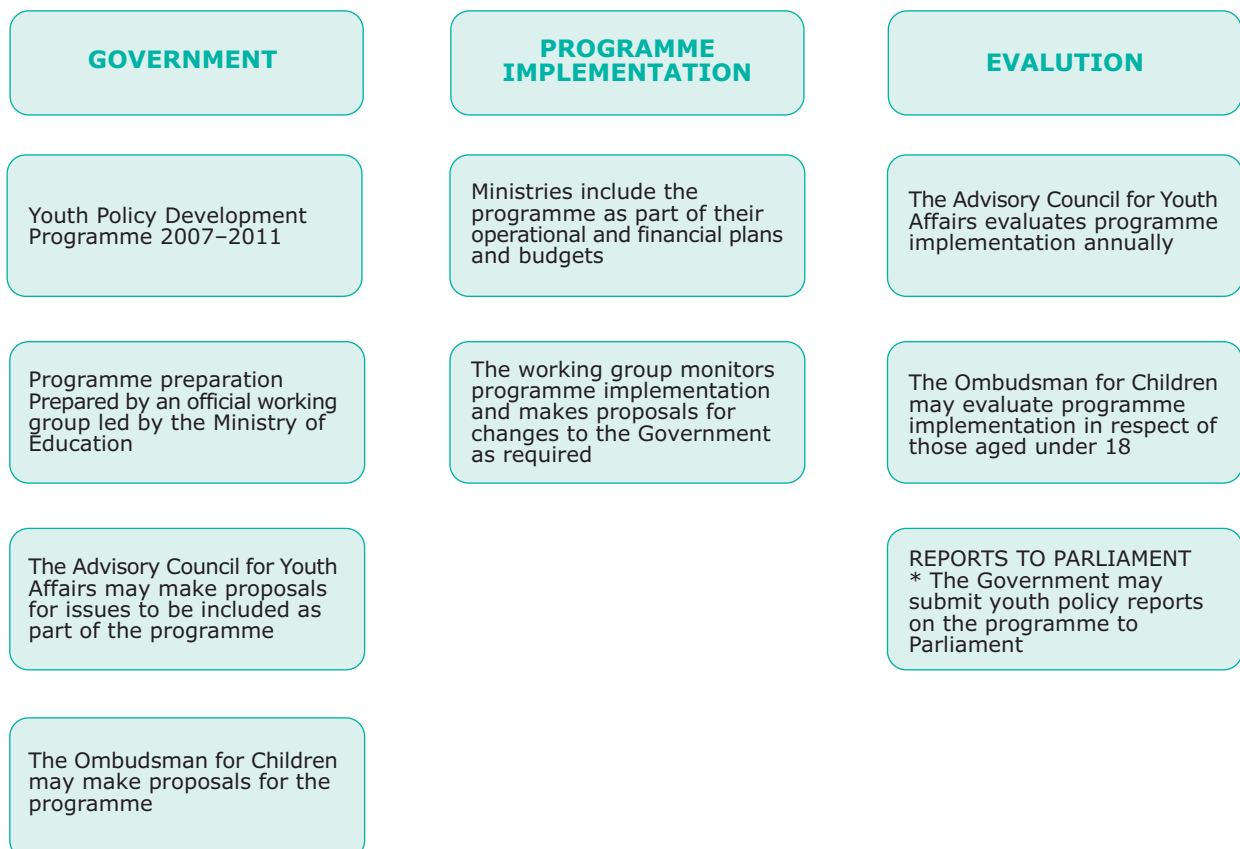 GOVERNMENT
Youth Policy Development
Programme 2007–2011
Programme preparation
Prepared by an official working
group led by the Ministry of
Education
The Advisory Council for Youth
Affairs may make proposals
for issues to be included as
part of the programme
The Ombudsman for Children
may make proposals for the
programme
PROGRAMME
IMPLEMENTATION
Ministries include the
programme as part of their
operational and financial plans
and budgets
The working group monitors
programme implementation
and makes proposals for
changes to the Government
as required
EVALUTION
The Advisory Council for Youth
Affairs evaluates programme
implementation annually
The Ombudsman for Children
may evaluate programme
implementation in respect of
those aged under 18
REPORTS TO PARLIAMENT
* The Government may
submit youth policy reports
on the programme to
Parliament